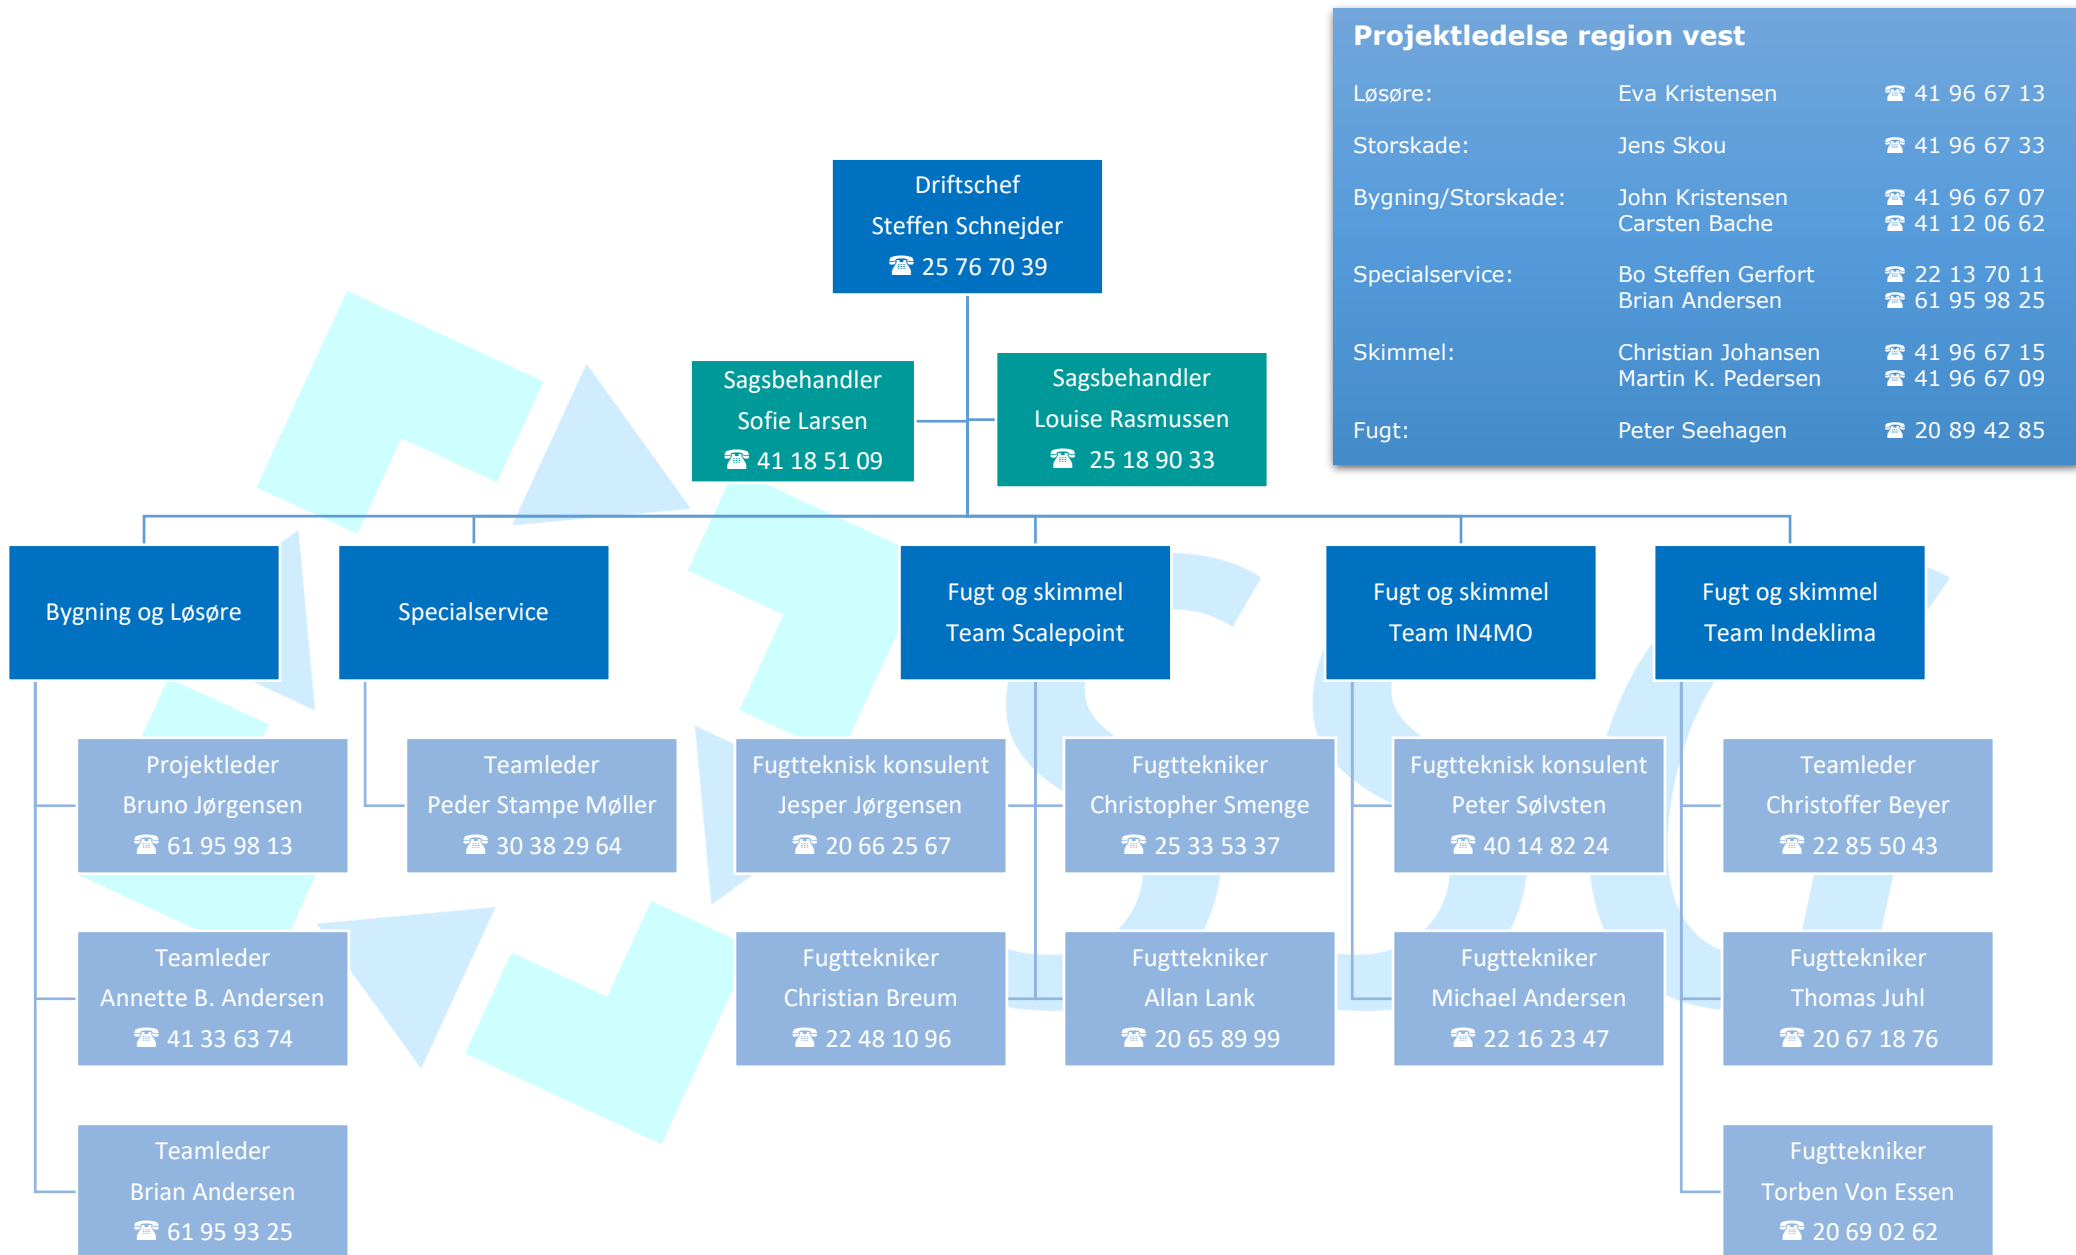 Projektledelse region vest
Løsøre: Eva Kristensen ☎ 41 96 67 13
Storskade: Jens Skou ☎ 41 96 67 33
Bygning/Storskade: John Kristensen ☎ 41 96 67 07
Carsten Bache ☎ 41 12 06 62
Specialservice: Bo Steffen Gerfort ☎ 22 13 70 11
Brian Andersen ☎ 61 95 98 25
Skimmel: Christian Johansen ☎ 41 96 67 15
Martin K. Pedersen ☎ 41 96 67 09
Fugt: Peter Seehagen ☎ 20 89 42 85
Driftschef
Steffen Schnejder
☎ 25 76 70 39
Sagsbehandler
Sofie Larsen
☎ 41 18 51 09
Sagsbehandler
Louise Rasmussen
☎ 25 18 90 33
Bygning og Løsøre
Projektleder
Bruno Jørgensen
☎ 61 95 98 13
Teamleder
Annette B. Andersen
☎ 41 33 63 74
Teamleder
Brian Andersen
☎ 61 95 93 25
Specialservice
Teamleder
Peder Stampe Møller
☎ 30 38 29 64
Fugt og skimmel
Team Scalepoint
Fugtteknisk konsulent
Jesper Jørgensen
☎ 20 66 25 67
Fugttekniker
Christopher Smenge
☎ 25 33 53 37
Fugttekniker
Christian Breum
☎ 22 48 10 96
Fugttekniker
Allan Lank
☎ 20 65 89 99
Fugt og skimmel
Team IN4MO
Fugtteknisk konsulent
Peter Sølvsten
☎ 40 14 82 24
Fugttekniker
Michael Andersen
☎ 22 16 23 47
Fugt og skimmel
Team Indeklima
Teamleder
Christoffer Beyer
☎ 22 85 50 43
Fugttekniker
Thomas Juhl
☎ 20 67 18 76
Fugttekniker
Torben Von Essen
☎ 20 69 02 62